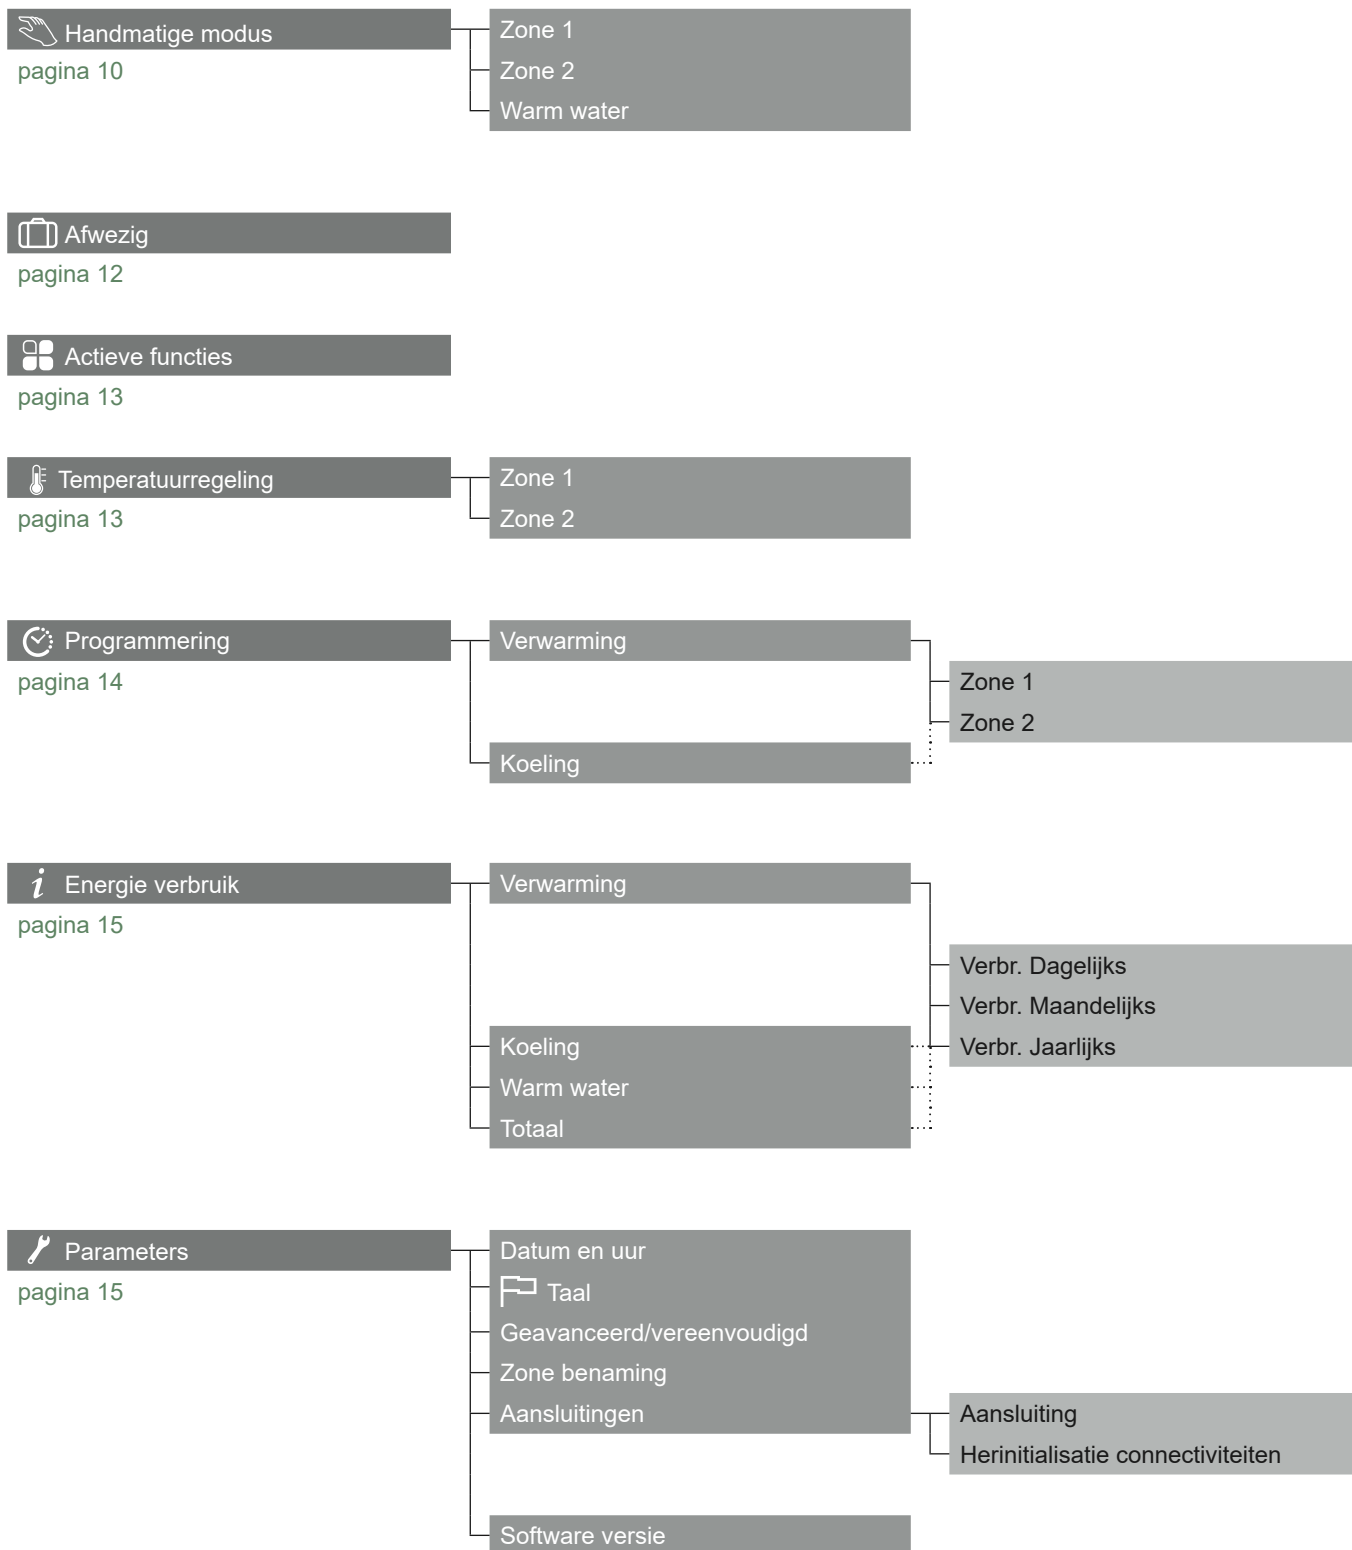 Handmatige modus
pagina 10
Zone 1
Zone 2
Warm water
Afwezig
pagina 12
Actieve functies
pagina 13
Temperatuurregeling
pagina 13
Zone 1
Zone 2
Programmering
pagina 14
Verwarming
Zone 1
Zone 2
Koeling
Energie verbruik
pagina 15
Verwarming
Verbr. Dagelijks
Verbr. Maandelijks
Verbr. Jaarlijks
Koeling
Warm water
Totaal
Parameters
pagina 15
Datum en uur
Taal
Geavanceerd/vereenvoudigd
Zone benaming
Aansluitingen
Aansluiting
Herinitialisatie connectiviteiten
Software versie